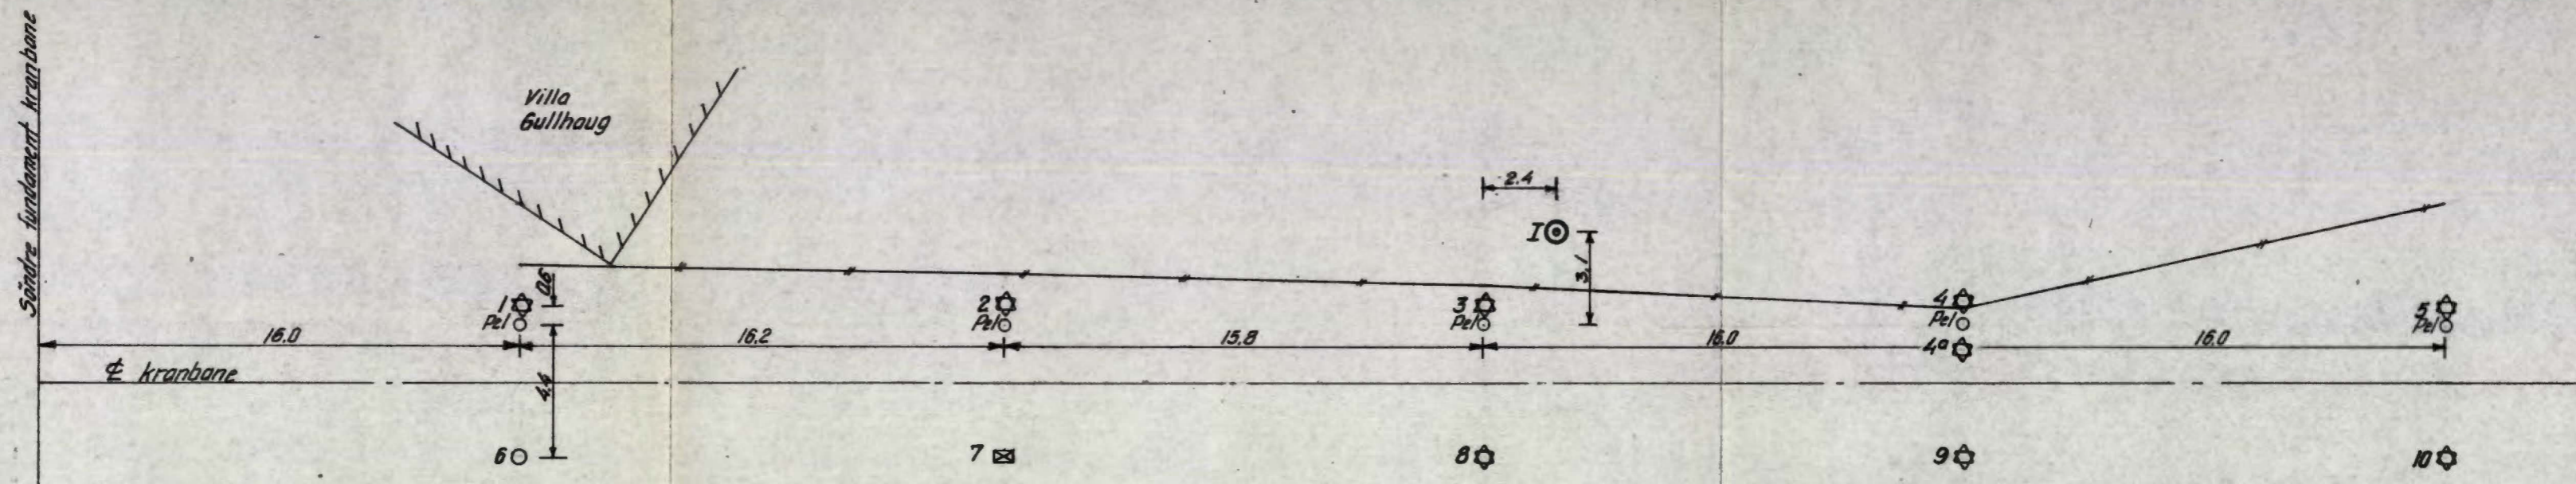 Söndre fundament kranbane
Villa
Gullhaug
2.4
I
3,1
0,6
1
Pel
2
Pel
3
Pel
4
Pel
5
Pel
16.0
16,2
15,8
16,0
4a
16.0
℄ kranbane
4,4
6
7
8
9
10